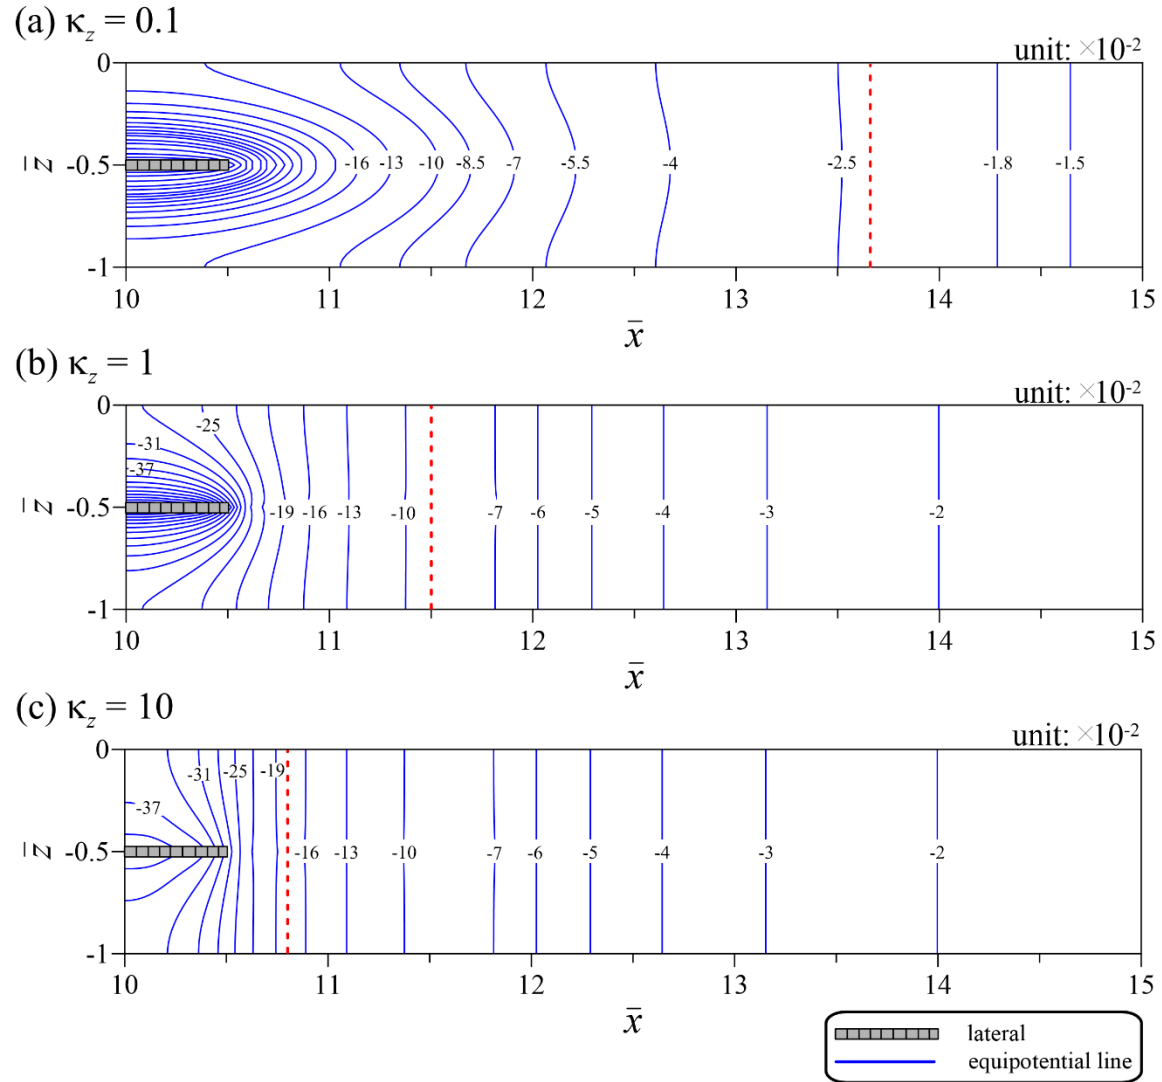 (a) κz = 0.1
unit: ×10-2
0
-0.5
-1
z̄
-16 -13 -10 -8.5 -7 -5.5 -4 -2.5 -1.8 -1.5
10 11 12 13 14 15
x̄
(b) κz = 1
unit: ×10-2
0
-25
-31
-37
-0.5
z̄
-19 -16 -13 -10 -7 -6 -5 -4 -3 -2
-1
10 11 12 13 14 15
x̄
(c) κz = 10
unit: ×10-2
0
-31 -25 -19
-37
-0.5
z̄
-16 -13 -10 -7 -6 -5 -4 -3 -2
-1
10 11 12 13 14 15
x̄
lateral
equipotential line